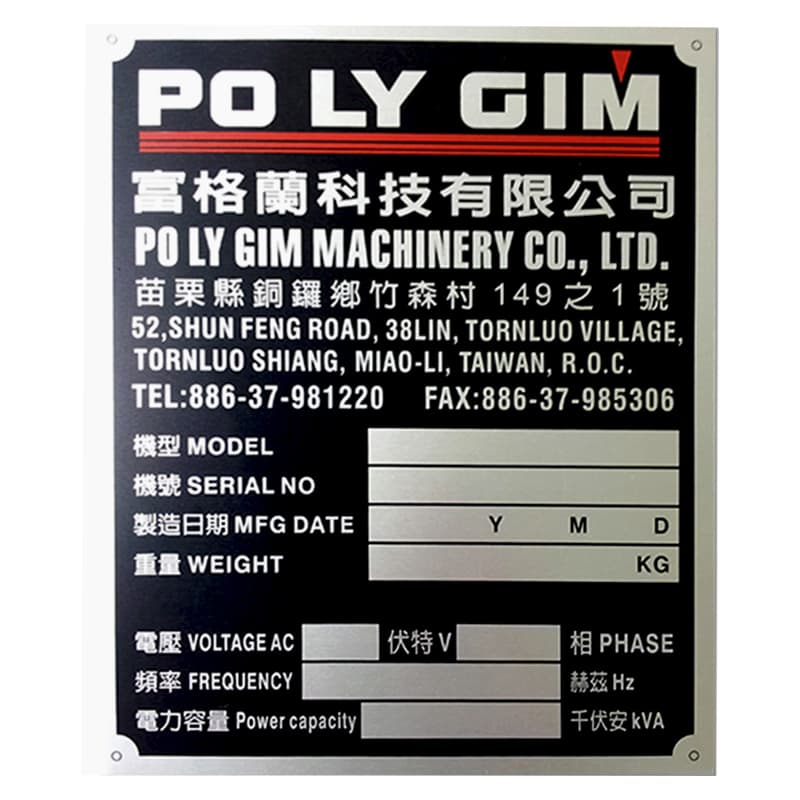 PO LY GIM
富格蘭科技有限公司
PO LY GIM MACHINERY CO., LTD.
苗栗縣銅鑼鄉竹森村149之1號
52,SHUN FENG ROAD, 38LIN, TORNLUO VILLAGE,
TORNLUO SHIANG, MIAO-LI, TAIWAN, R.O.C.
TEL:886-37-981220 FAX:886-37-985306
機型 MODEL
機號 SERIAL NO
製造日期 MFG DATE Y M D
重量 WEIGHT KG
電壓 VOLTAGE AC 伏特 V 相 PHASE
頻率 FREQUENCY 赫茲 Hz
電力容量 Power capacity 千伏安 kVA